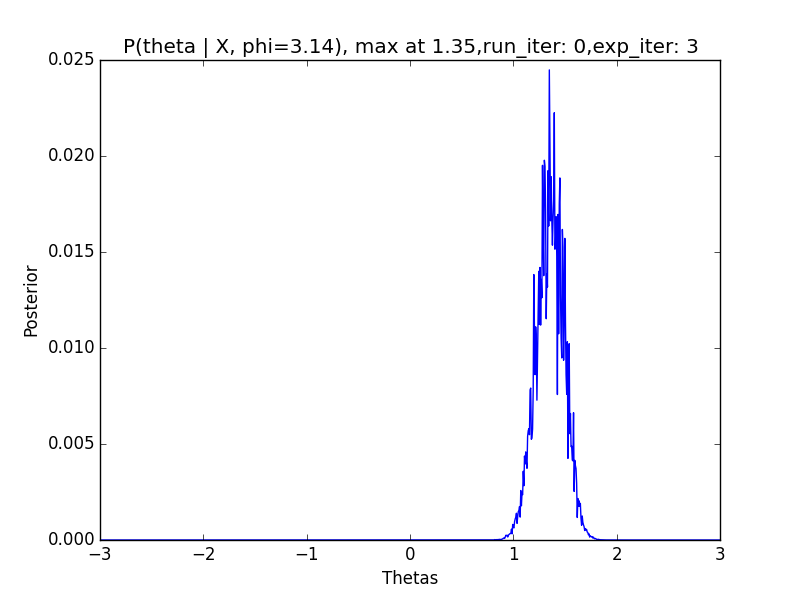 P(theta | X, phi=3.14), max at 1.35,run_iter: 0,exp_iter: 3
0.025
0.020
0.015
0.010
0.005
0.000
Posterior
−3 −2 −1 0 1 2 3
Thetas